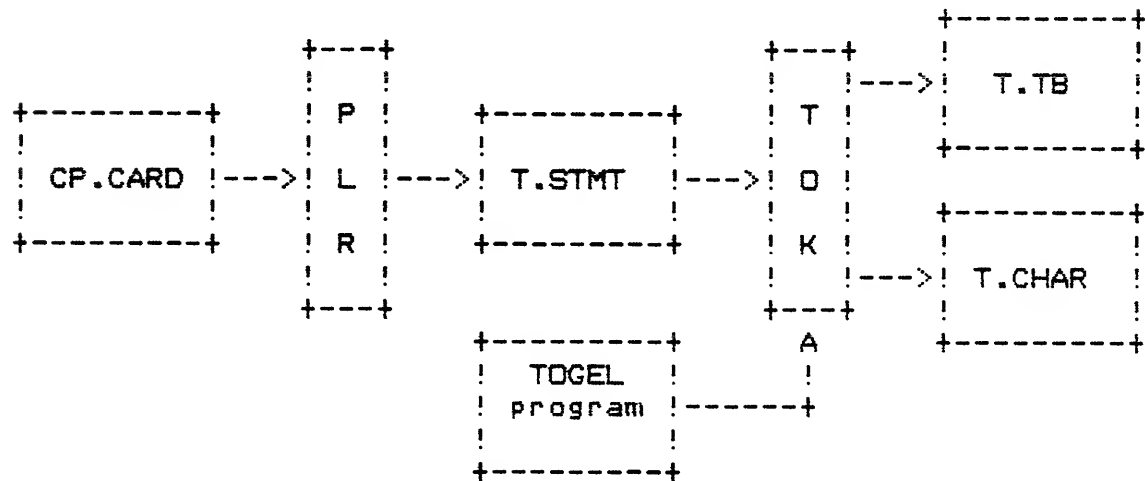 CP.CARD
P
L
R
T.STMT
T
O
K
T.TB
T.CHAR
TOGEL
program